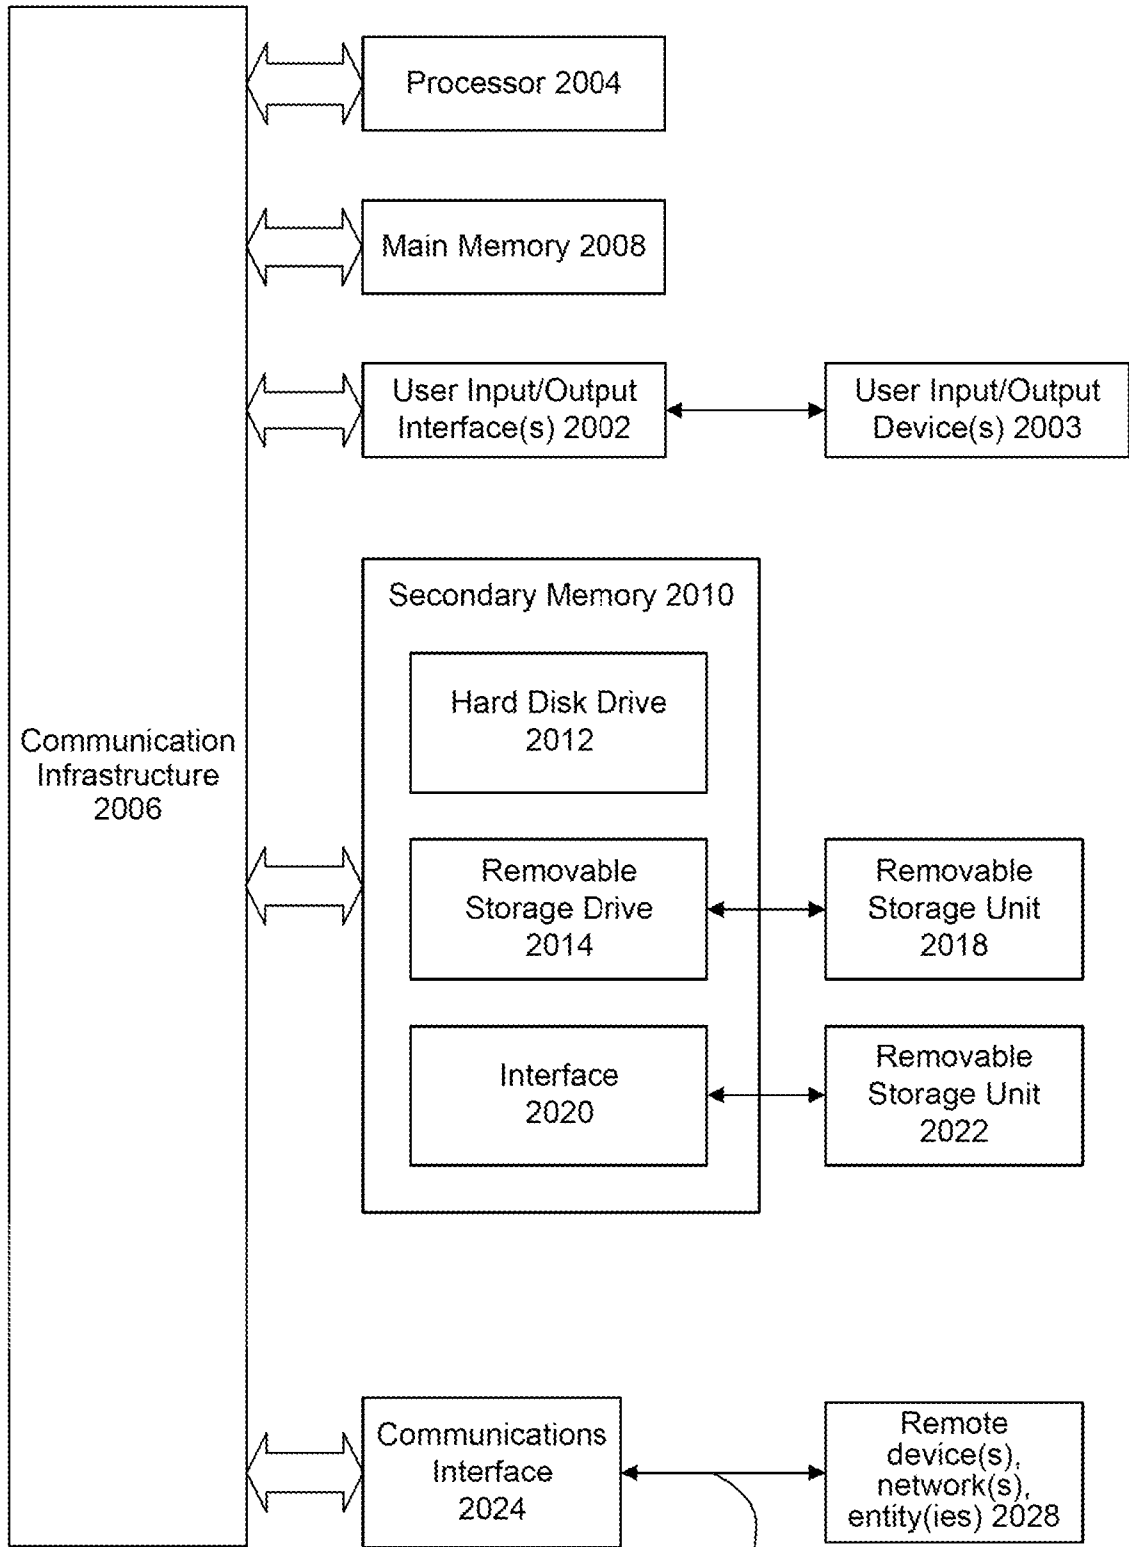 Processor 2004
Main Memory 2008
User Input/Output
Interface(s) 2002
User Input/Output
Device(s) 2003
Secondary Memory 2010
Hard Disk Drive
2012
Communication
Infrastructure
2006
Removable
Storage Drive
2014
Removable
Storage Unit
2018
Interface
2020
Removable
Storage Unit
2022
Communications
Interface
2024
Remote
device(s),
network(s),
entity(ies) 2028